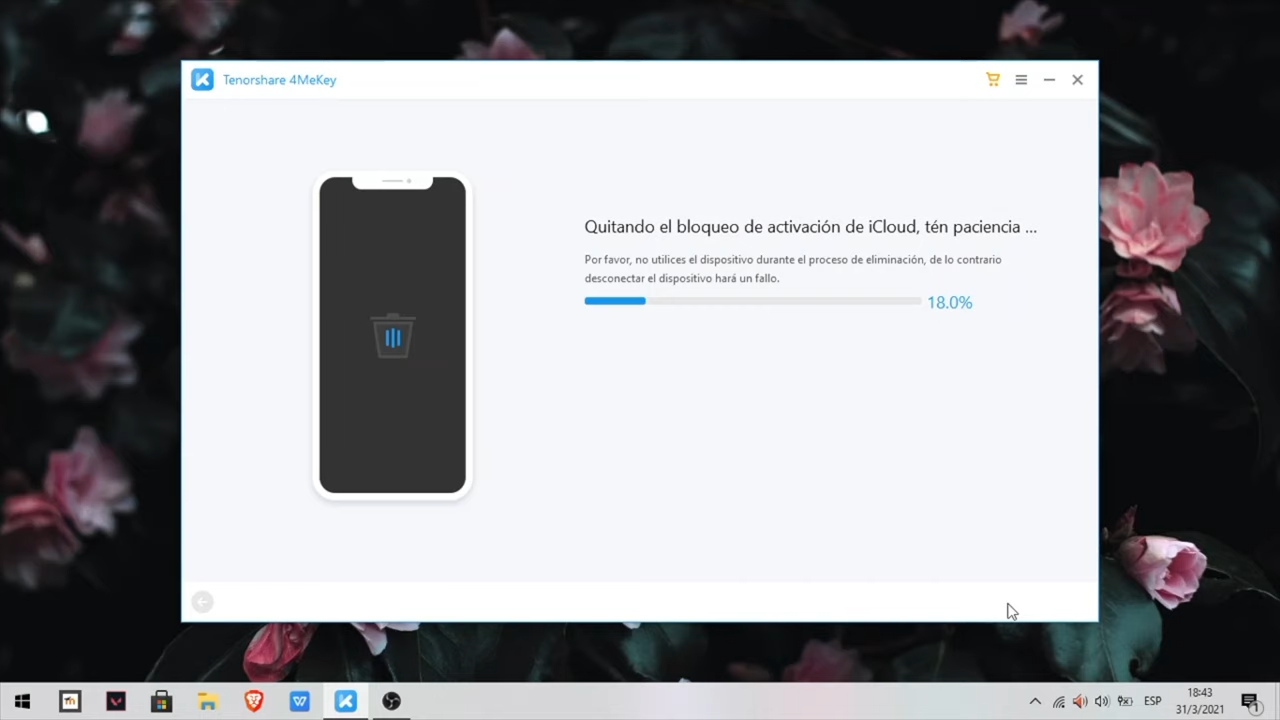 Tenorshare 4MeKey
Quitando el bloqueo de activación de iCloud, tén paciencia ...
Por favor, no utilices el dispositivo durante el proceso de eliminación, de lo contrario
desconectar el dispositivo hará un fallo.
18.0%
ESP
18:43
31/3/2021
1